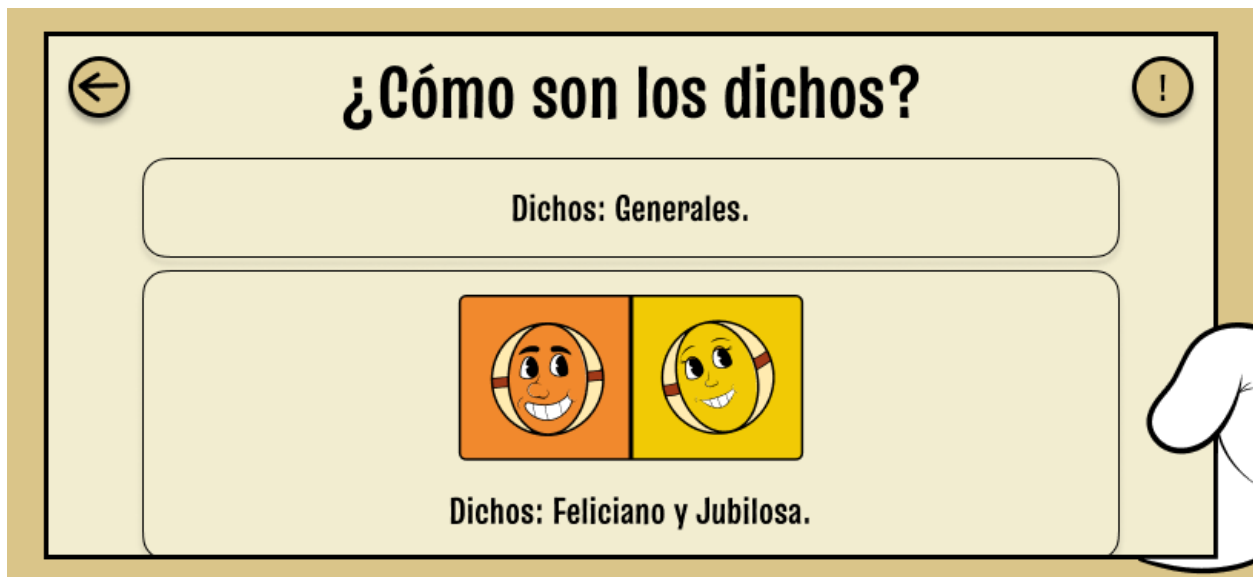 ¿Cómo son los dichos?
!
Dichos: Generales.
Dichos: Feliciano y Jubilosa.